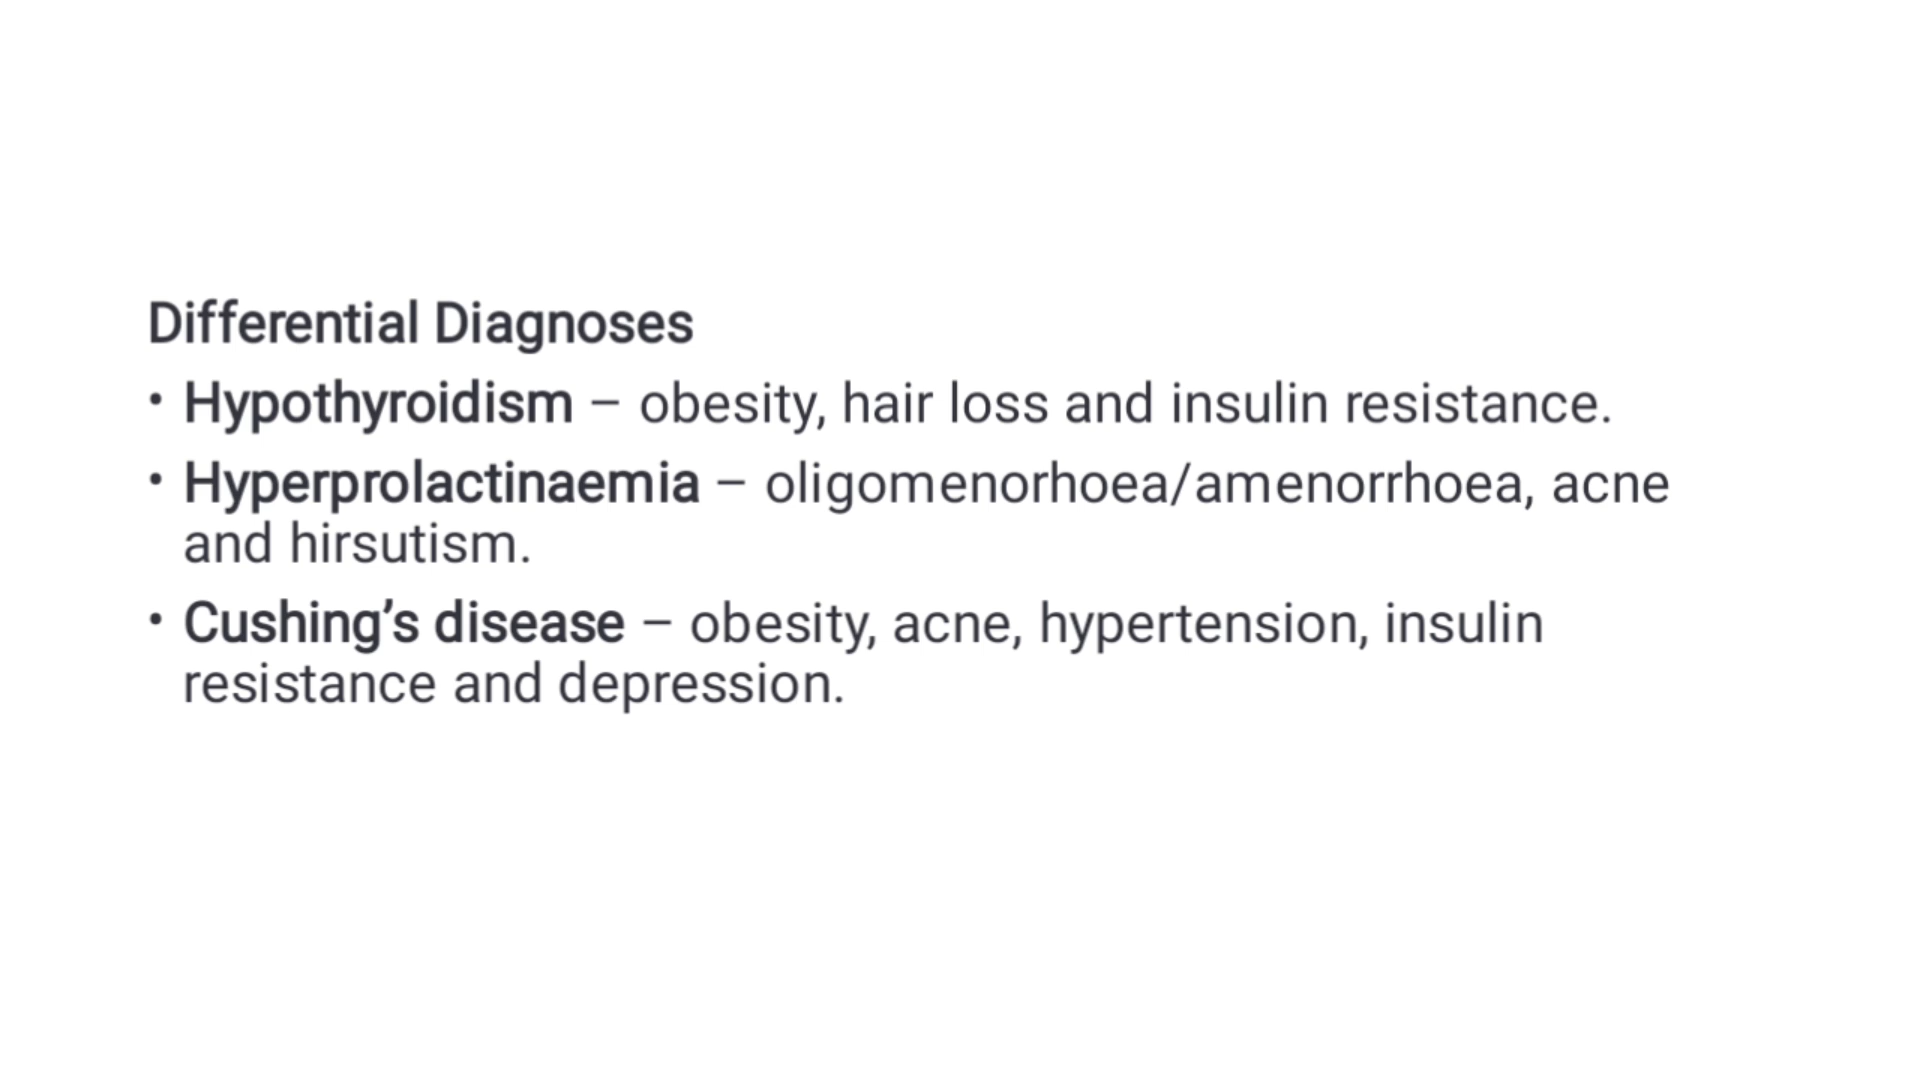 Differential Diagnoses
• Hypothyroidism – obesity, hair loss and insulin resistance.
• Hyperprolactinaemia – oligomenorhoea/amenorrhoea, acne
and hirsutism.
• Cushing’s disease – obesity, acne, hypertension, insulin
resistance and depression.